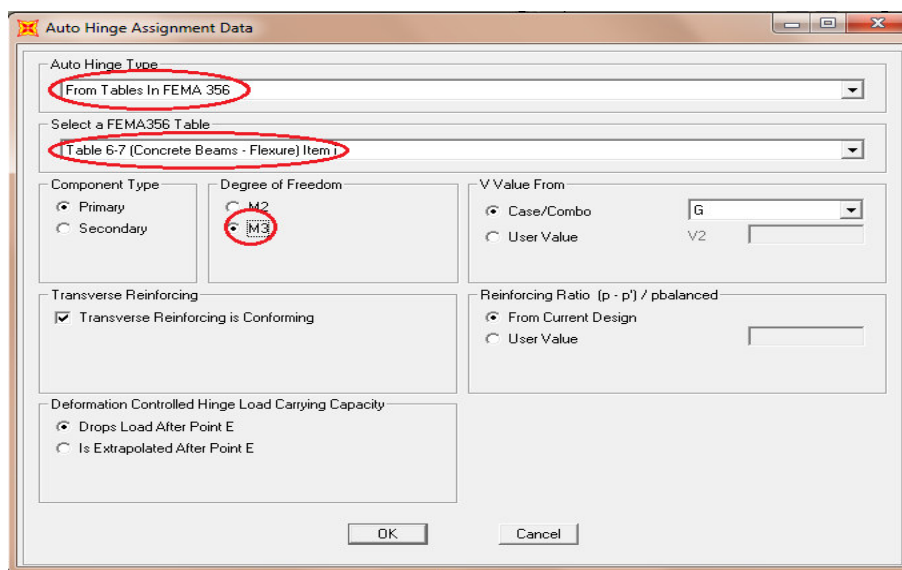 Auto Hinge Assignment Data
Auto Hinge Type
From Tables In FEMA 356
Select a FEMA356 Table
Table 6-7 (Concrete Beams - Flexure) Item i
Component Type
Primary
Secondary
Degree of Freedom
M2
M3
V Value From
Case/Combo G
User Value V2
Transverse Reinforcing
Transverse Reinforcing is Conforming
Reinforcing Ratio (p - p') / pbalanced
From Current Design
User Value
Deformation Controlled Hinge Load Carrying Capacity
Drops Load After Point E
Is Extrapolated After Point E
OK Cancel